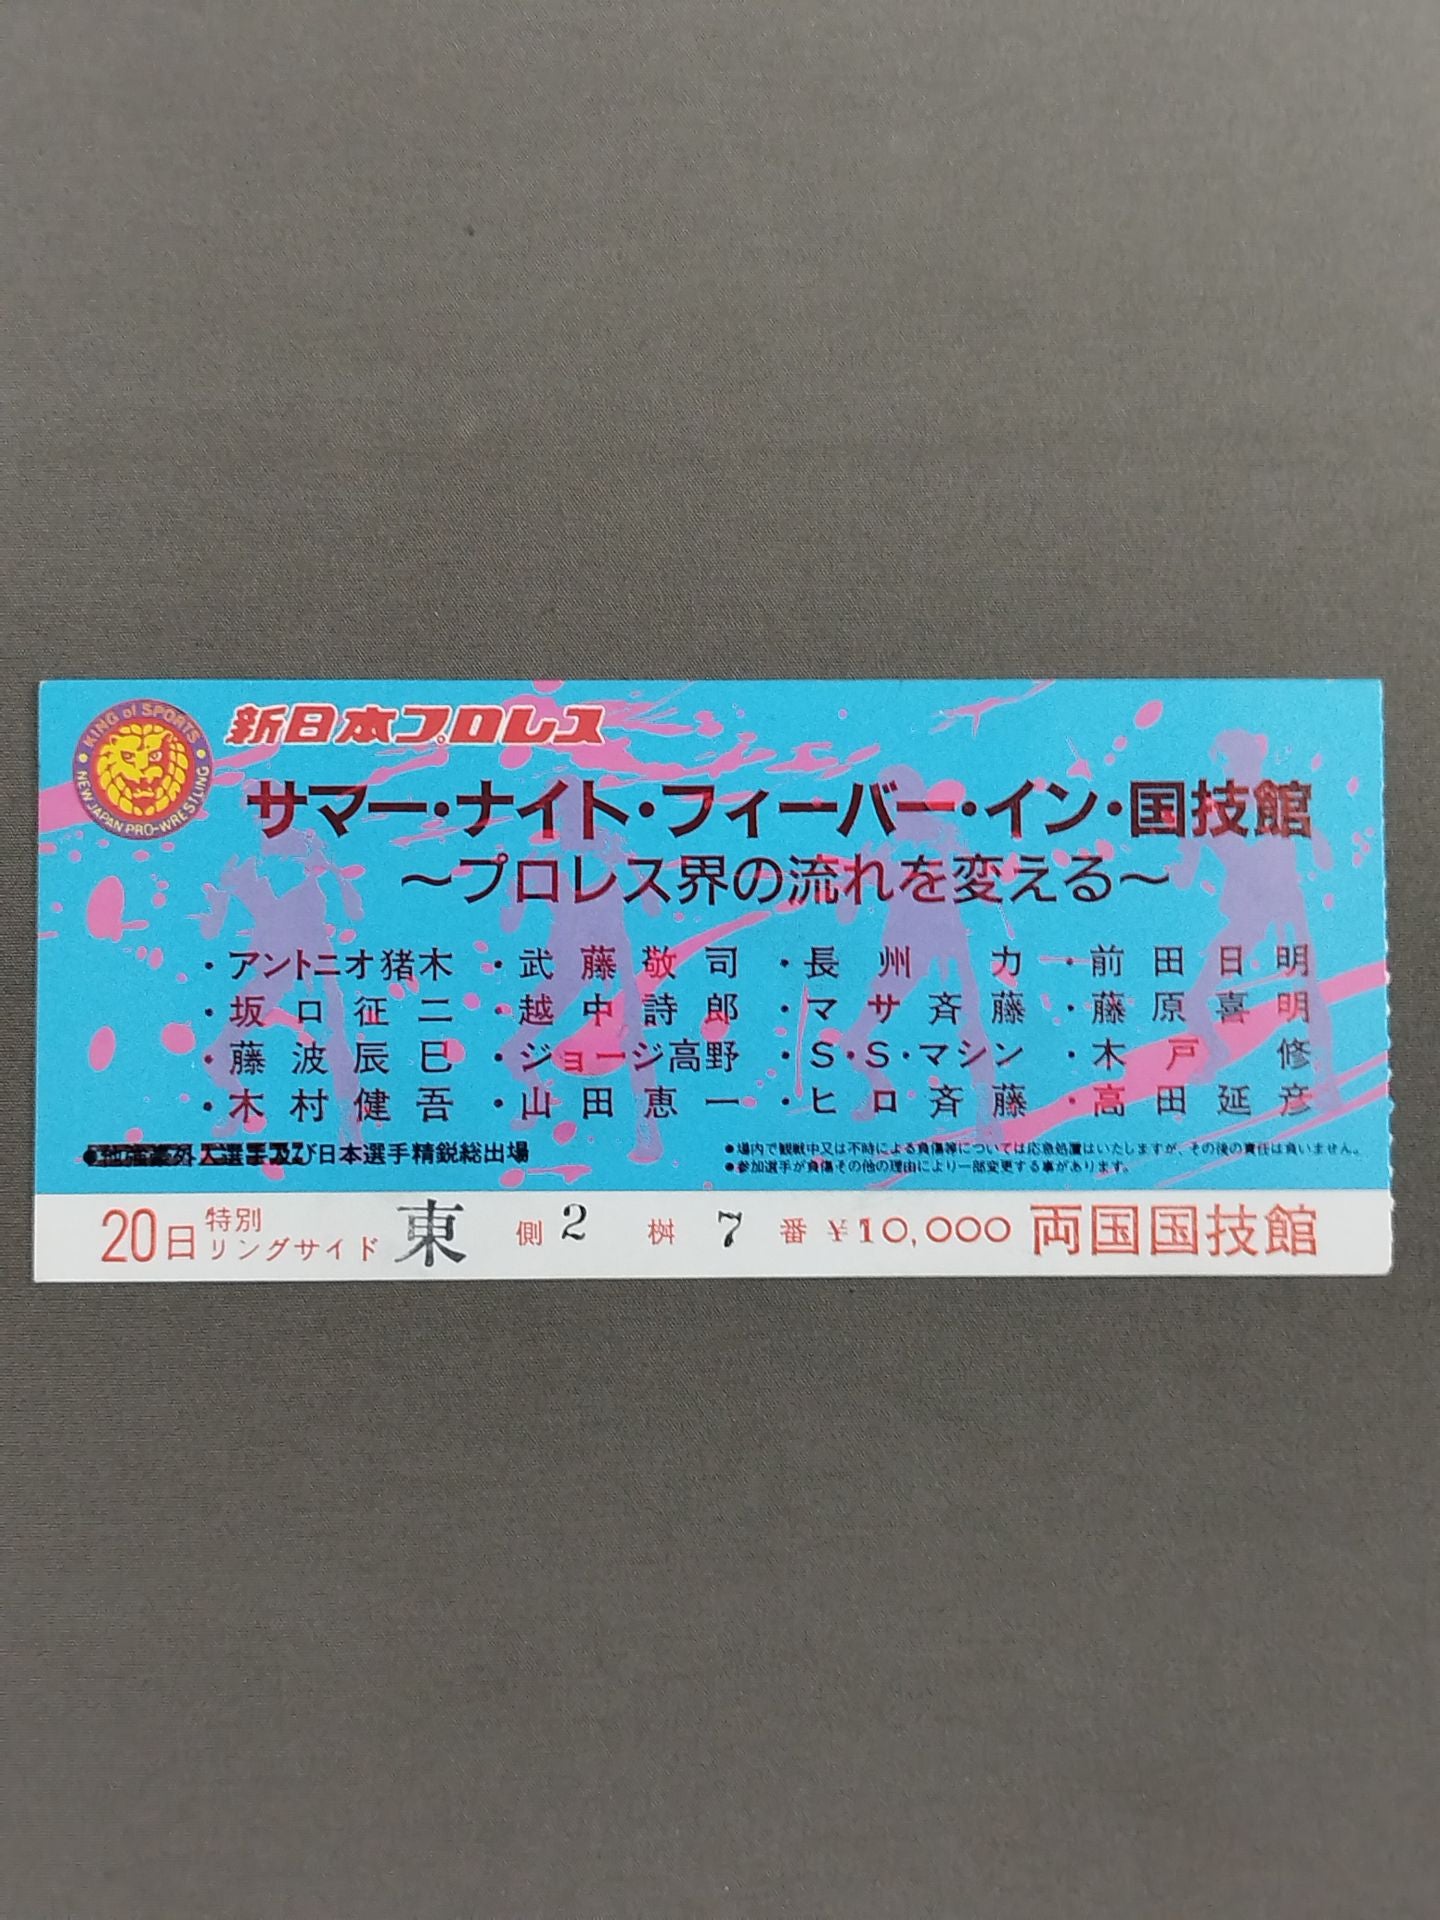 KING of SPORTS
NEW JAPAN PRO-WRESTLING
新日本プロレス
サマー・ナイト・フィーバー・イン・国技館
～プロレス界の流れを変える～
・アントニオ猪木 ・武藤敬司 ・長州力 ・前田日明
・坂口征二 ・越中詩郎 ・マサ斉藤 ・藤原喜明
・藤波辰巳 ・ジョージ高野 ・S・S・マシン ・木戸修
・木村健吾 ・山田恵一 ・ヒロ斉藤 ・高田延彦
●他強豪外人選手及び日本選手精鋭総出場
●場内で観戦中又は不時による負傷等については応急処置はいたしますが、その後の責任は負いません。
●参加選手が負傷その他の理由により一部変更する事があります。
20日 特別リングサイド 東 側 2 桝 7 番 ¥10,000 両国国技館